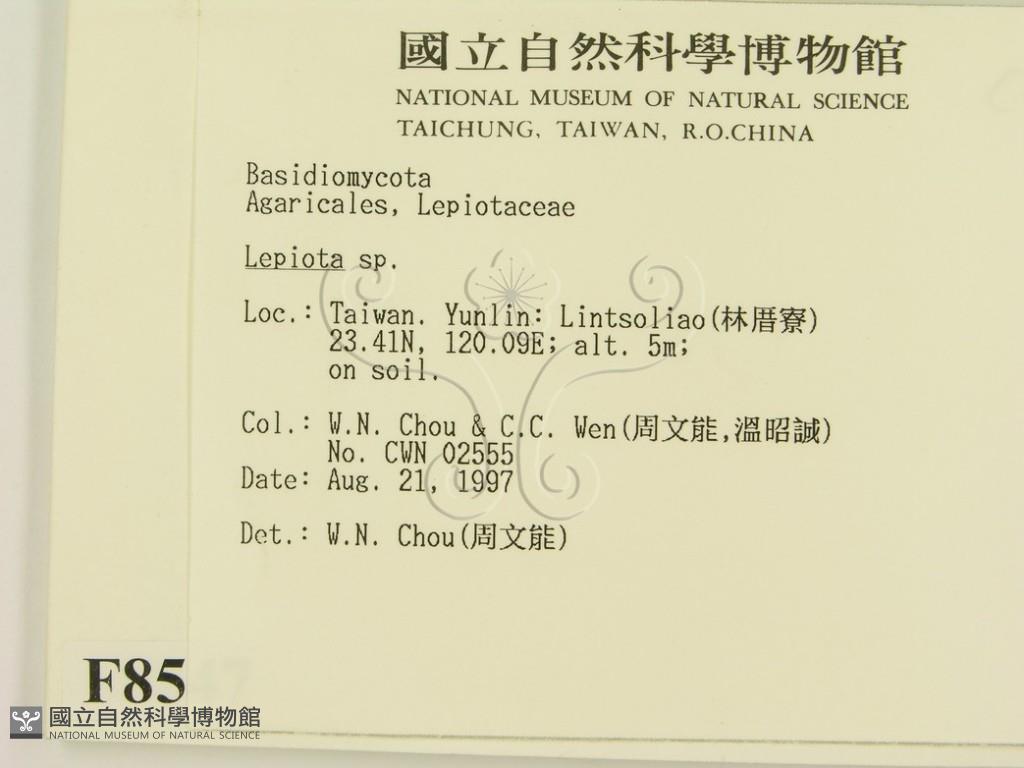 國立自然科學博物館
NATIONAL MUSEUM OF NATURAL SCIENCE
TAICHUNG, TAIWAN, R.O.CHINA
Basidiomycota
Agaricales, Lepiotaceae
Lepiota sp.
Loc.: Taiwan. Yunlin: Lintsoliao(林厝寮)
23.41N, 120.09E; alt. 5m;
on soil.
Col.: W.N. Chou & C.C. Wen(周文能,溫昭誠)
No. CWN 02555
Date: Aug. 21, 1997
Det.: W.N. Chou(周文能)
F8547
國立自然科學博物館
NATIONAL MUSEUM OF NATURAL SCIENCE